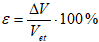 ε = ΔV / V_et · 100%